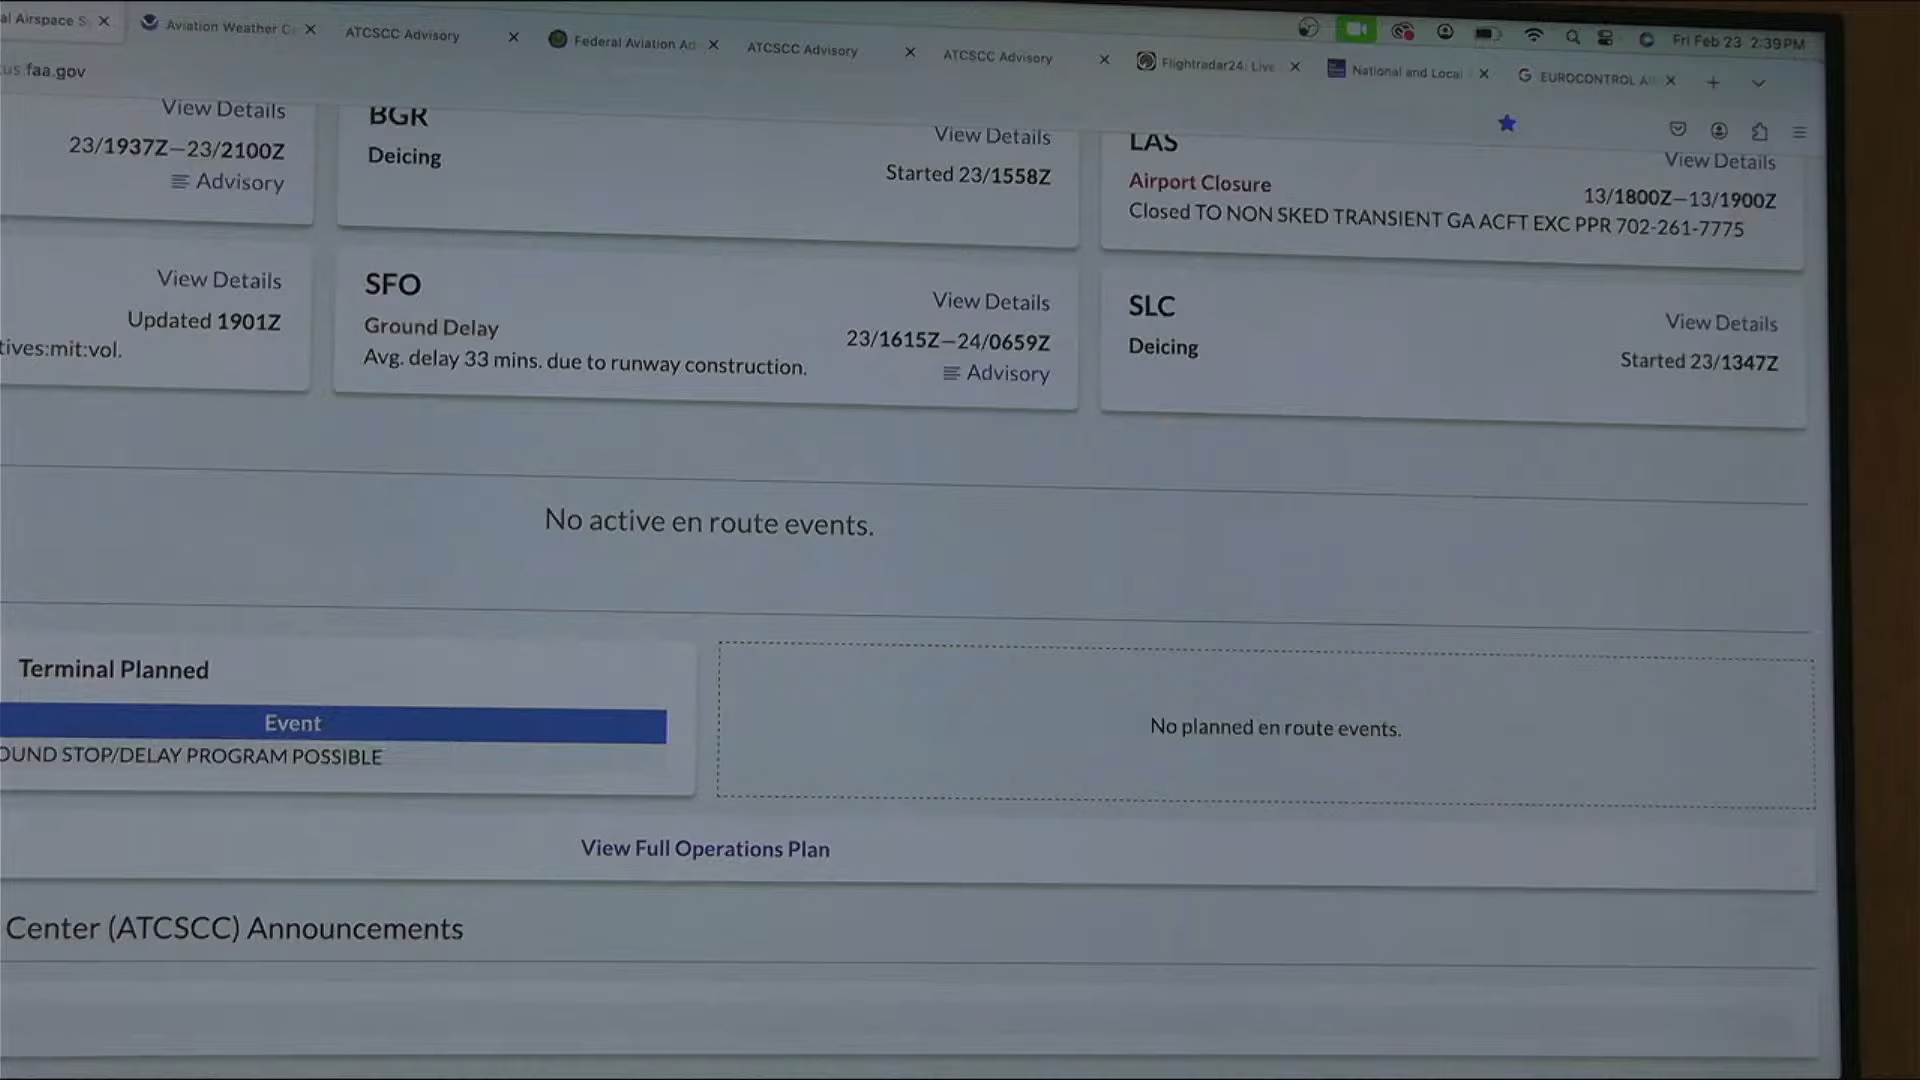 al Airspace S
Aviation Weather C
ATCSCC Advisory
Federal Aviation Ad
ATCSCC Advisory
ATCSCC Advisory
Flightradar24: Live
National and Local
EUROCONTROL
Fri Feb 23 2:39 PM
us.faa.gov
View Details
23/1937Z—23/2100Z
Advisory
BGR
Deicing
View Details
Started 23/1558Z
LAS
Airport Closure
View Details
13/1800Z—13/1900Z
Closed TO NON SKED TRANSIENT GA ACFT EXC PPR 702-261-7775
View Details
Updated 1901Z
tives:mit:vol.
SFO
Ground Delay
View Details
23/1615Z—24/0659Z
Avg. delay 33 mins. due to runway construction.
Advisory
SLC
Deicing
View Details
Started 23/1347Z
No active en route events.
Terminal Planned
Event
OUND STOP/DELAY PROGRAM POSSIBLE
No planned en route events.
View Full Operations Plan
Center (ATCSCC) Announcements